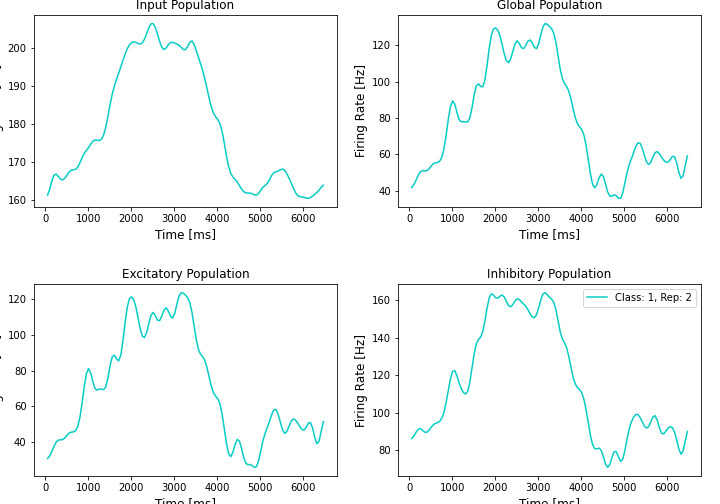 Input Population
200
190
180
170
160
0 1000 2000 3000 4000 5000 6000
Time [ms]
Global Population
Firing Rate [Hz]
120
100
80
60
40
0 1000 2000 3000 4000 5000 6000
Time [ms]
Excitatory Population
120
100
80
60
40
0 1000 2000 3000 4000 5000 6000
Time [ms]
Inhibitory Population
Class: 1, Rep: 2
Firing Rate [Hz]
160
140
120
100
80
0 1000 2000 3000 4000 5000 6000
Time [ms]